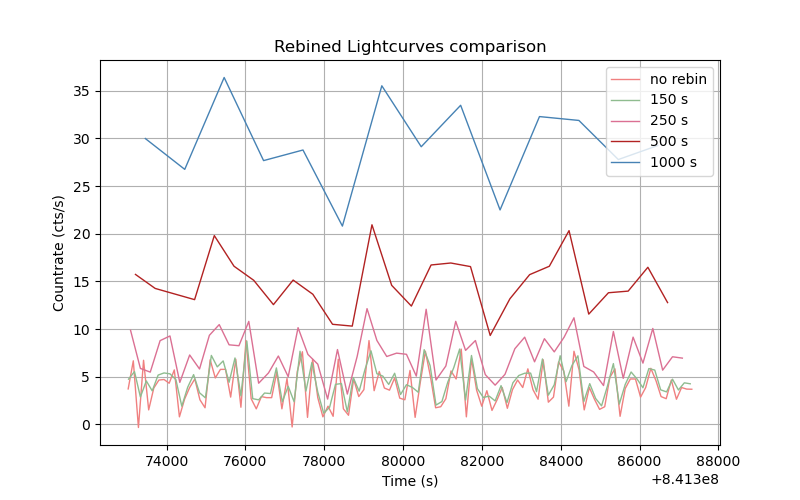 Rebined Lightcurves comparison
no rebin
150 s
250 s
500 s
1000 s
Countrate (cts/s)
35
30
25
20
15
10
5
0
74000 76000 78000 80000 82000 84000 86000 88000
+8.413e8
Time (s)